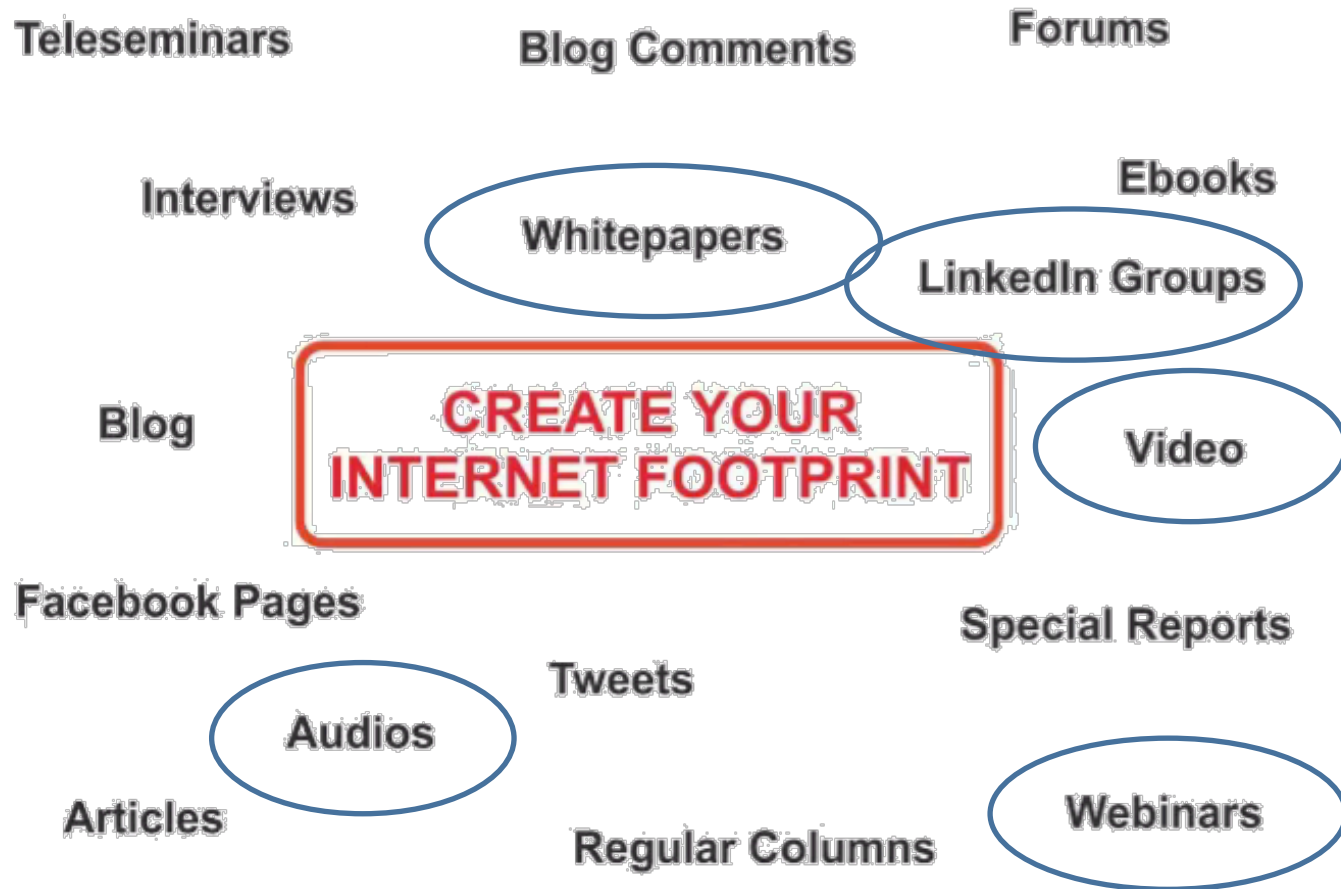 Teleseminars
Blog Comments
Forums
Interviews
Whitepapers
Ebooks
LinkedIn Groups
Blog
CREATE YOUR
INTERNET FOOTPRINT
Video
Facebook Pages
Special Reports
Tweets
Audios
Articles
Webinars
Regular Columns